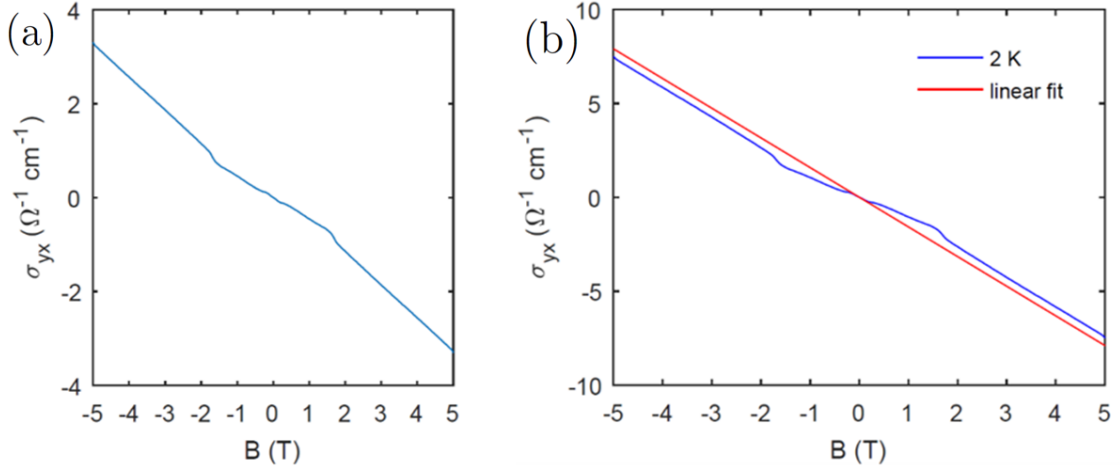 (a)
4
2
0
-2
-4
σyx (Ω-1 cm-1)
-5 -4 -3 -2 -1 0 1 2 3 4 5
B (T)
(b)
10
5
0
-5
-10
σyx (Ω-1 cm-1)
2 K
linear fit
-5 -4 -3 -2 -1 0 1 2 3 4 5
B (T)